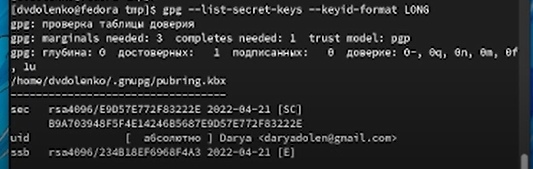 [dvdolenko@fedora tmp]$ gpg --list-secret-keys --keyid-format LONG
gpg: проверка таблицы доверия
gpg: marginals needed: 3  completes needed: 1  trust model: pgp
gpg: глубина: 0  достоверных:   1  подписанных:   0  доверие: 0-, 0q, 0n, 0m, 0f
, 1u
/home/dvdolenko/.gnupg/pubring.kbx
----------------------------------
sec   rsa4096/E9D57E772F83222E 2022-04-21 [SC]
      B9A703948F5F4E14246B5687E9D57E772F83222E
uid              [  абсолютно ] Darya <daryadolen@gmail.com>
ssb   rsa4096/234B18EF6968F4A3 2022-04-21 [E]